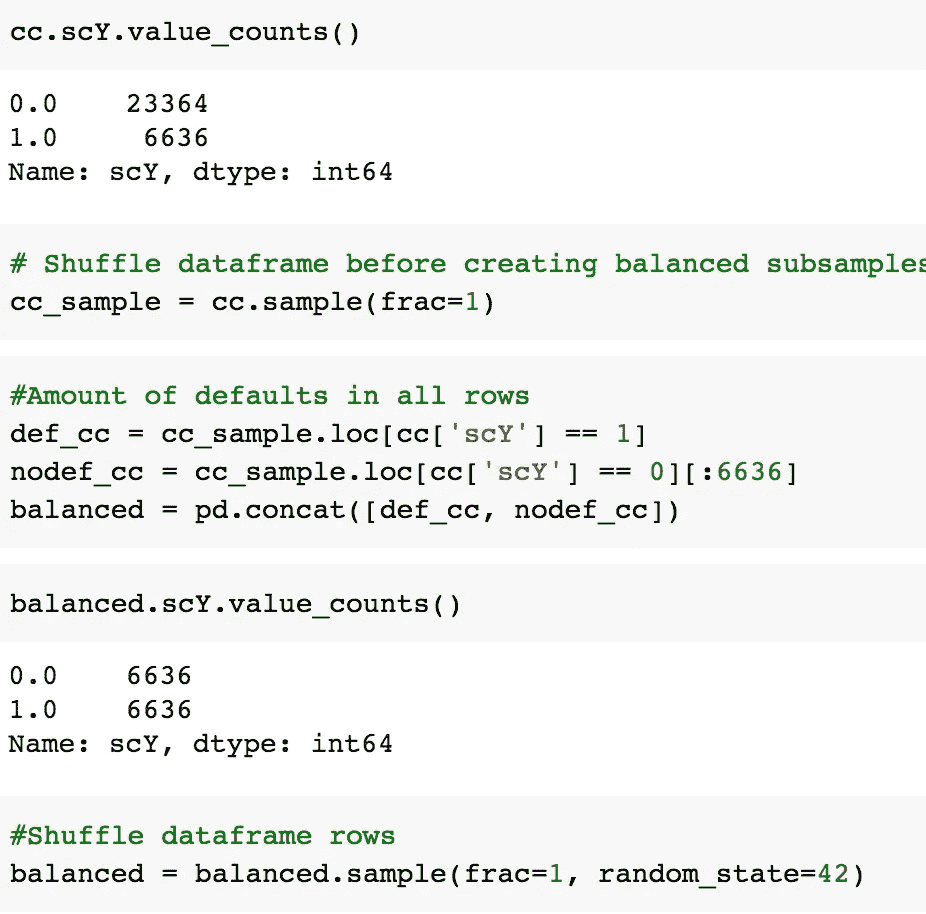 cc.scY.value_counts()
0.0    23364
1.0     6636
Name: scY, dtype: int64
# Shuffle dataframe before creating balanced subsamples
cc_sample = cc.sample(frac=1)
#Amount of defaults in all rows
def_cc = cc_sample.loc[cc['scY'] == 1]
nodef_cc = cc_sample.loc[cc['scY'] == 0][:6636]
balanced = pd.concat([def_cc, nodef_cc])
balanced.scY.value_counts()
0.0    6636
1.0    6636
Name: scY, dtype: int64
#Shuffle dataframe rows
balanced = balanced.sample(frac=1, random_state=42)